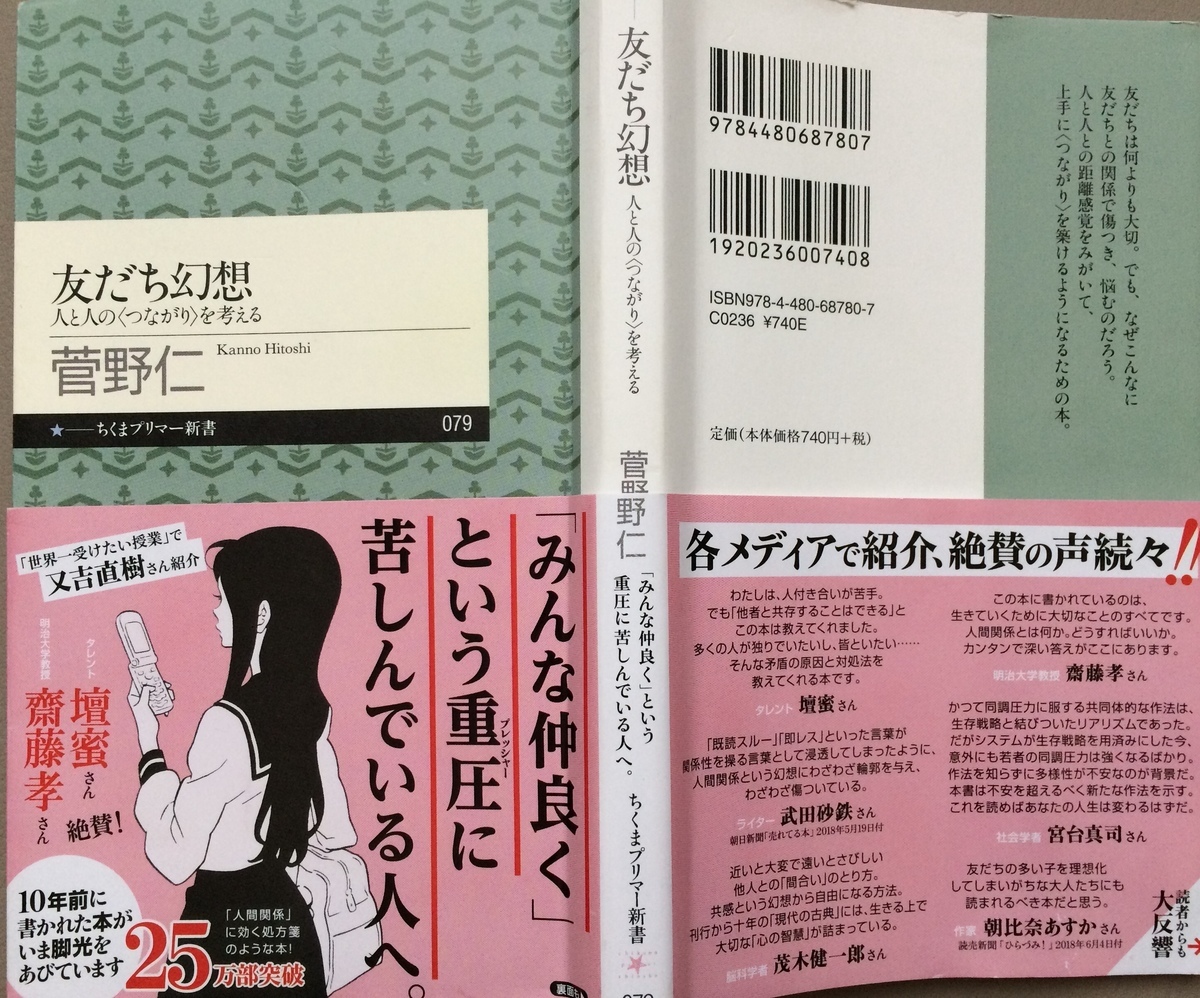 友だち幻想
人と人の〈つながり〉を考える
菅野仁
Kanno Hitoshi
★――ちくまプリマー新書
079
「世界一受けたい授業」で
又吉直樹さん紹介
「みんな仲良く」
という重圧に
プレッシャー
苦しんでいる人へ。
タレント
壇蜜さん
明治大学教授
齋藤孝さん
絶賛!
10年前に
書かれた本が
いま脚光を
あびています
25万部突破
「人間関係」
に効く処方箋
のような本!
裏面も
友だち幻想
人と人の〈つながり〉を考える
菅野
野仁
「みんな仲良く」という
重圧に苦しんでいる人へ。
ちくまプリマー新書
079
9784480687807
1920236007408
ISBN978-4-480-68780-7
C0236 ¥740E
定価(本体価格740円+税)
友だちは何よりも大切。でも、なぜこんなに
友だちとの関係で傷つき、悩むのだろう。
人と人との距離感覚をみがいて、
上手に〈つながり〉を築けるようになるための本。
各メディアで紹介、絶賛の声続々!!
わたしは、人付き合いが苦手。
でも「他者と共存することはできる」と
この本は教えてくれました。
多くの人が独りでいたいし、皆といたい……
そんな矛盾の原因と対処法を
教えてくれる本です。
タレント 壇蜜さん
「既読スルー」「即レス」といった言葉が
関係性を操る言葉として浸透してしまったように、
人間関係という幻想にわざわざ輪郭を与え、
わざわざ傷ついている。
ライター 武田砂鉄さん
朝日新聞「売れてる本」2018年5月19日付
近いと大変で遠いとさびしい
他人との「間合い」のとり方。
共感という幻想から自由になる方法。
刊行から十年の「現代の古典」には、生きる上で
大切な「心の智慧」が詰まっている。
脳科学者 茂木健一郎さん
この本に書かれているのは、
生きていくために大切なことのすべてです。
人間関係とは何か。どうすればいいか。
カンタンで深い答えがここにあります。
明治大学教授 齋藤孝さん
かつて同調圧力に服する共同体的な作法は、
生存戦略と結びついたリアリズムであった。
だがシステムが生存戦略を用済みにした今、
意外にも若者の同調圧力は強くなるばかり。
作法を知らずに多様性が不安なのが背景だ。
本書は不安を超えるべく新たな作法を示す。
これを読めばあなたの人生は変わるはずだ。
社会学者 宮台真司さん
友だちの多い子を理想化
してしまいがちな大人たちにも
読まれるべき本だと思う。
作家 朝比奈あすかさん
読売新聞「ひらづみ!」2018年6月4日付
読者からも
大反響